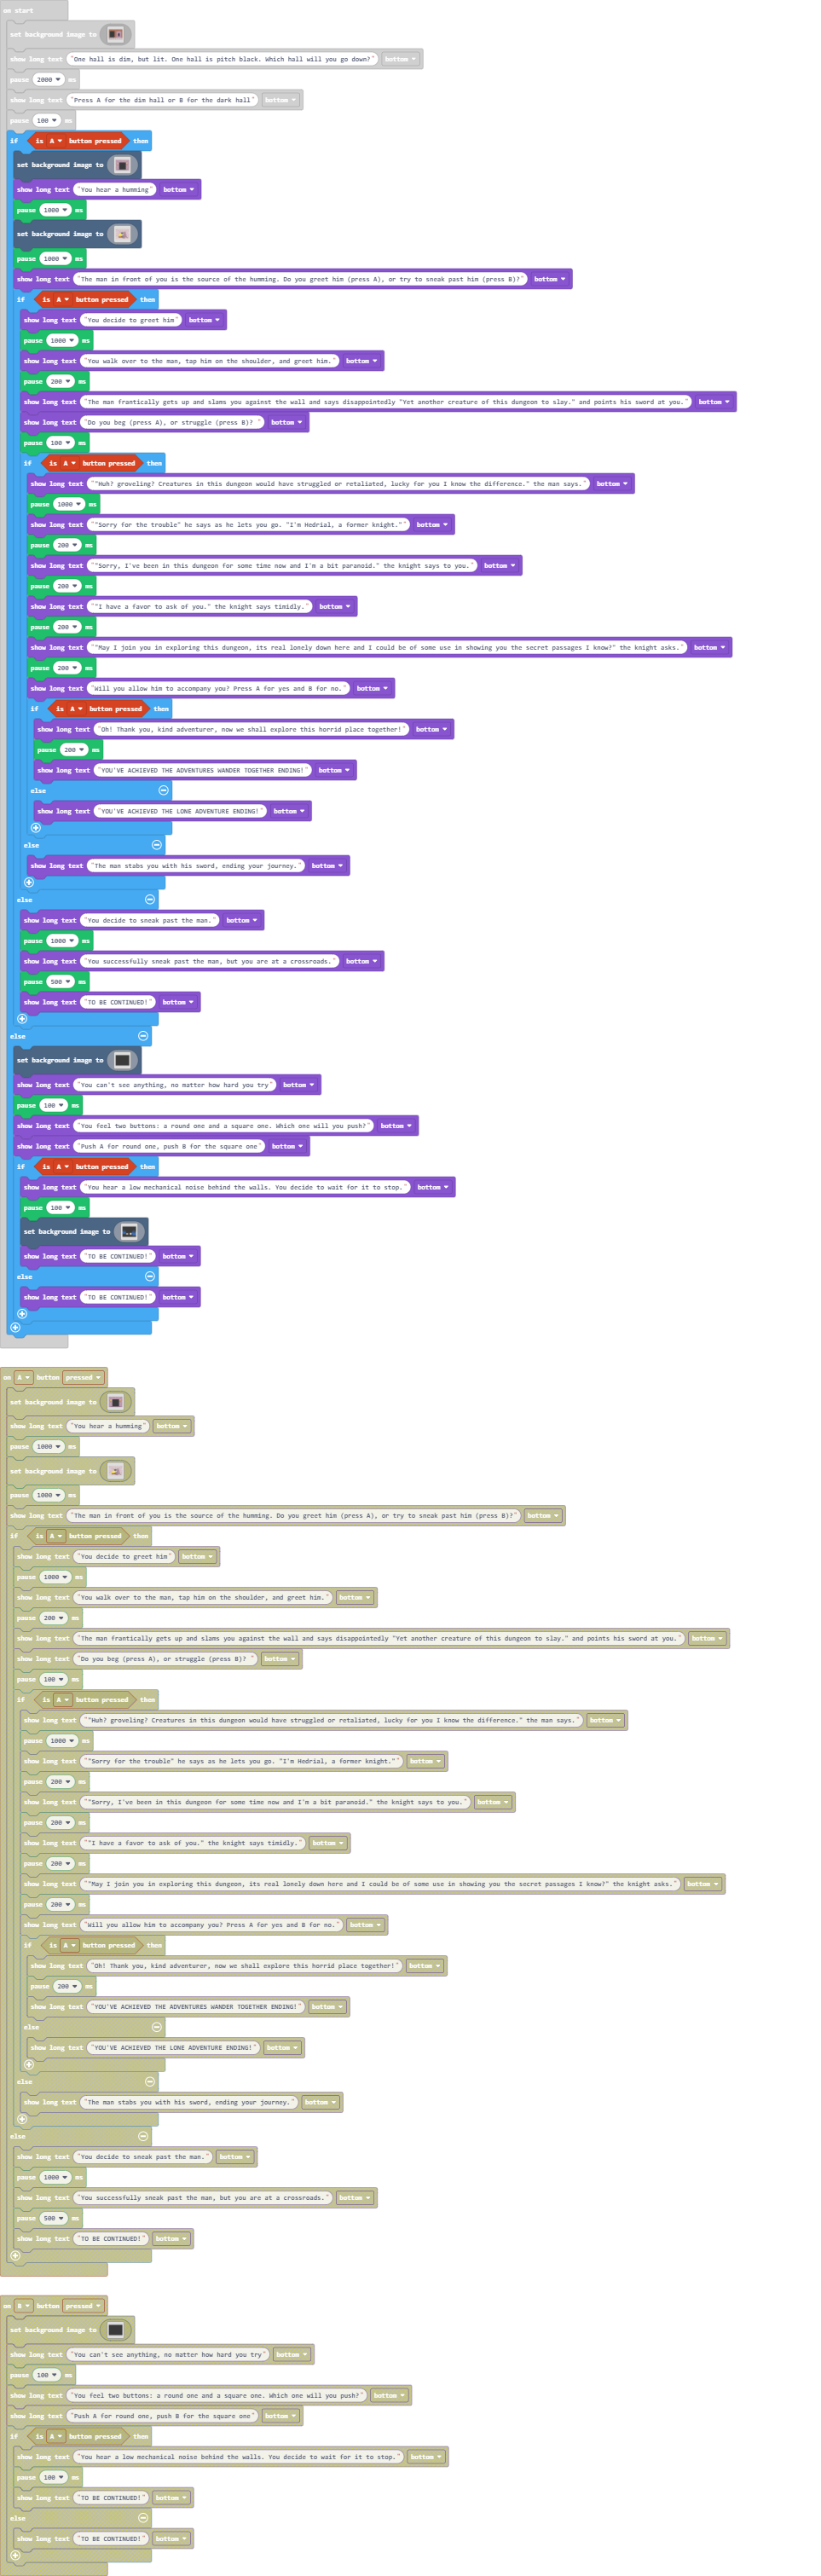 on start
set background image to
show long text "One hall is dim, but lit. One hall is pitch black. Which hall will you go down?" bottom
pause 2000 ms
show long text "Press A for the dim hall or B for the dark hall" bottom
pause 100 ms
if is A button pressed then
set background image to
show long text "You hear a humming" bottom
pause 1000 ms
set background image to
pause 1000 ms
show long text "The man in front of you is the source of the humming. Do you greet him (press A), or try to sneak past him (press B)?" bottom
if is A button pressed then
show long text "You decide to greet him" bottom
pause 1000 ms
show long text "You walk over to the man, tap him on the shoulder, and greet him." bottom
pause 200 ms
show long text "The man frantically gets up and slams you against the wall and says disappointedly "Yet another creature of this dungeon to slay." and points his sword at you." bottom
show long text "Do you beg (press A), or struggle (press B)? " bottom
pause 100 ms
if is A button pressed then
show long text ""Huh? groveling? Creatures in this dungeon would have struggled or retaliated, lucky for you I know the difference." the man says." bottom
pause 1000 ms
show long text ""Sorry for the trouble" he says as he lets you go. "I'm Hedrial, a former knight."" bottom
pause 200 ms
show long text ""Sorry, I've been in this dungeon for some time now and I'm a bit paranoid." the knight says to you." bottom
pause 200 ms
show long text ""I have a favor to ask of you." the knight says timidly." bottom
pause 200 ms
show long text ""May I join you in exploring this dungeon, its real lonely down here and I could be of some use in showing you the secret passages I know?" the knight asks." bottom
pause 200 ms
show long text "Will you allow him to accompany you? Press A for yes and B for no." bottom
if is A button pressed then
show long text "Oh! Thank you, kind adventurer, now we shall explore this horrid place together!" bottom
pause 200 ms
show long text "YOU'VE ACHIEVED THE ADVENTURES WANDER TOGETHER ENDING!" bottom
else
show long text "YOU'VE ACHIEVED THE LONE ADVENTURE ENDING!" bottom
else
show long text "The man stabs you with his sword, ending your journey." bottom
else
show long text "You decide to sneak past the man." bottom
pause 1000 ms
show long text "You successfully sneak past the man, but you are at a crossroads." bottom
pause 500 ms
show long text "TO BE CONTINUED!" bottom
else
set background image to
show long text "You can't see anything, no matter how hard you try" bottom
pause 100 ms
show long text "You feel two buttons: a round one and a square one. Which one will you push?" bottom
show long text "Push A for round one, push B for the square one" bottom
if is A button pressed then
show long text "You hear a low mechanical noise behind the walls. You decide to wait for it to stop." bottom
pause 100 ms
set background image to
show long text "TO BE CONTINUED!" bottom
else
show long text "TO BE CONTINUED!" bottom
on A button pressed
set background image to
show long text "You hear a humming" bottom
pause 1000 ms
set background image to
pause 1000 ms
show long text "The man in front of you is the source of the humming. Do you greet him (press A), or try to sneak past him (press B)?" bottom
if is A button pressed then
show long text "You decide to greet him" bottom
pause 1000 ms
show long text "You walk over to the man, tap him on the shoulder, and greet him." bottom
pause 200 ms
show long text "The man frantically gets up and slams you against the wall and says disappointedly "Yet another creature of this dungeon to slay." and points his sword at you." bottom
show long text "Do you beg (press A), or struggle (press B)? " bottom
pause 100 ms
if is A button pressed then
show long text ""Huh? groveling? Creatures in this dungeon would have struggled or retaliated, lucky for you I know the difference." the man says." bottom
pause 1000 ms
show long text ""Sorry for the trouble" he says as he lets you go. "I'm Hedrial, a former knight."" bottom
pause 200 ms
show long text ""Sorry, I've been in this dungeon for some time now and I'm a bit paranoid." the knight says to you." bottom
pause 200 ms
show long text ""I have a favor to ask of you." the knight says timidly." bottom
pause 200 ms
show long text ""May I join you in exploring this dungeon, its real lonely down here and I could be of some use in showing you the secret passages I know?" the knight asks." bottom
pause 200 ms
show long text "Will you allow him to accompany you? Press A for yes and B for no." bottom
if is A button pressed then
show long text "Oh! Thank you, kind adventurer, now we shall explore this horrid place together!" bottom
pause 200 ms
show long text "YOU'VE ACHIEVED THE ADVENTURES WANDER TOGETHER ENDING!" bottom
else
show long text "YOU'VE ACHIEVED THE LONE ADVENTURE ENDING!" bottom
else
show long text "The man stabs you with his sword, ending your journey." bottom
else
show long text "You decide to sneak past the man." bottom
pause 1000 ms
show long text "You successfully sneak past the man, but you are at a crossroads." bottom
pause 500 ms
show long text "TO BE CONTINUED!" bottom
on B button pressed
set background image to
show long text "You can't see anything, no matter how hard you try" bottom
pause 100 ms
show long text "You feel two buttons: a round one and a square one. Which one will you push?" bottom
show long text "Push A for round one, push B for the square one" bottom
if is A button pressed then
show long text "You hear a low mechanical noise behind the walls. You decide to wait for it to stop." bottom
pause 100 ms
show long text "TO BE CONTINUED!" bottom
else
show long text "TO BE CONTINUED!" bottom